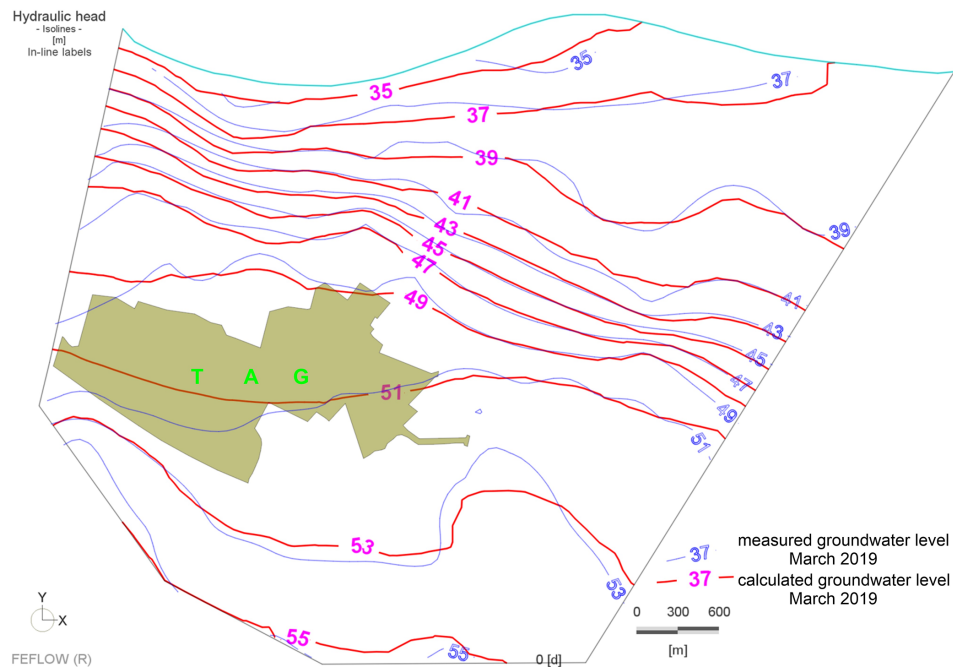 Hydraulic head
- Isolines -
[m]
In-line labels
35
35
37
37
39
39
41
41
43
43
45
45
47
47
49
49
T A G
51
51
53
53
55
55
measured groundwater level
37
March 2019
37
calculated groundwater level
March 2019
Y
X
0 300 600
[m]
FEFLOW (R)
0 [d]